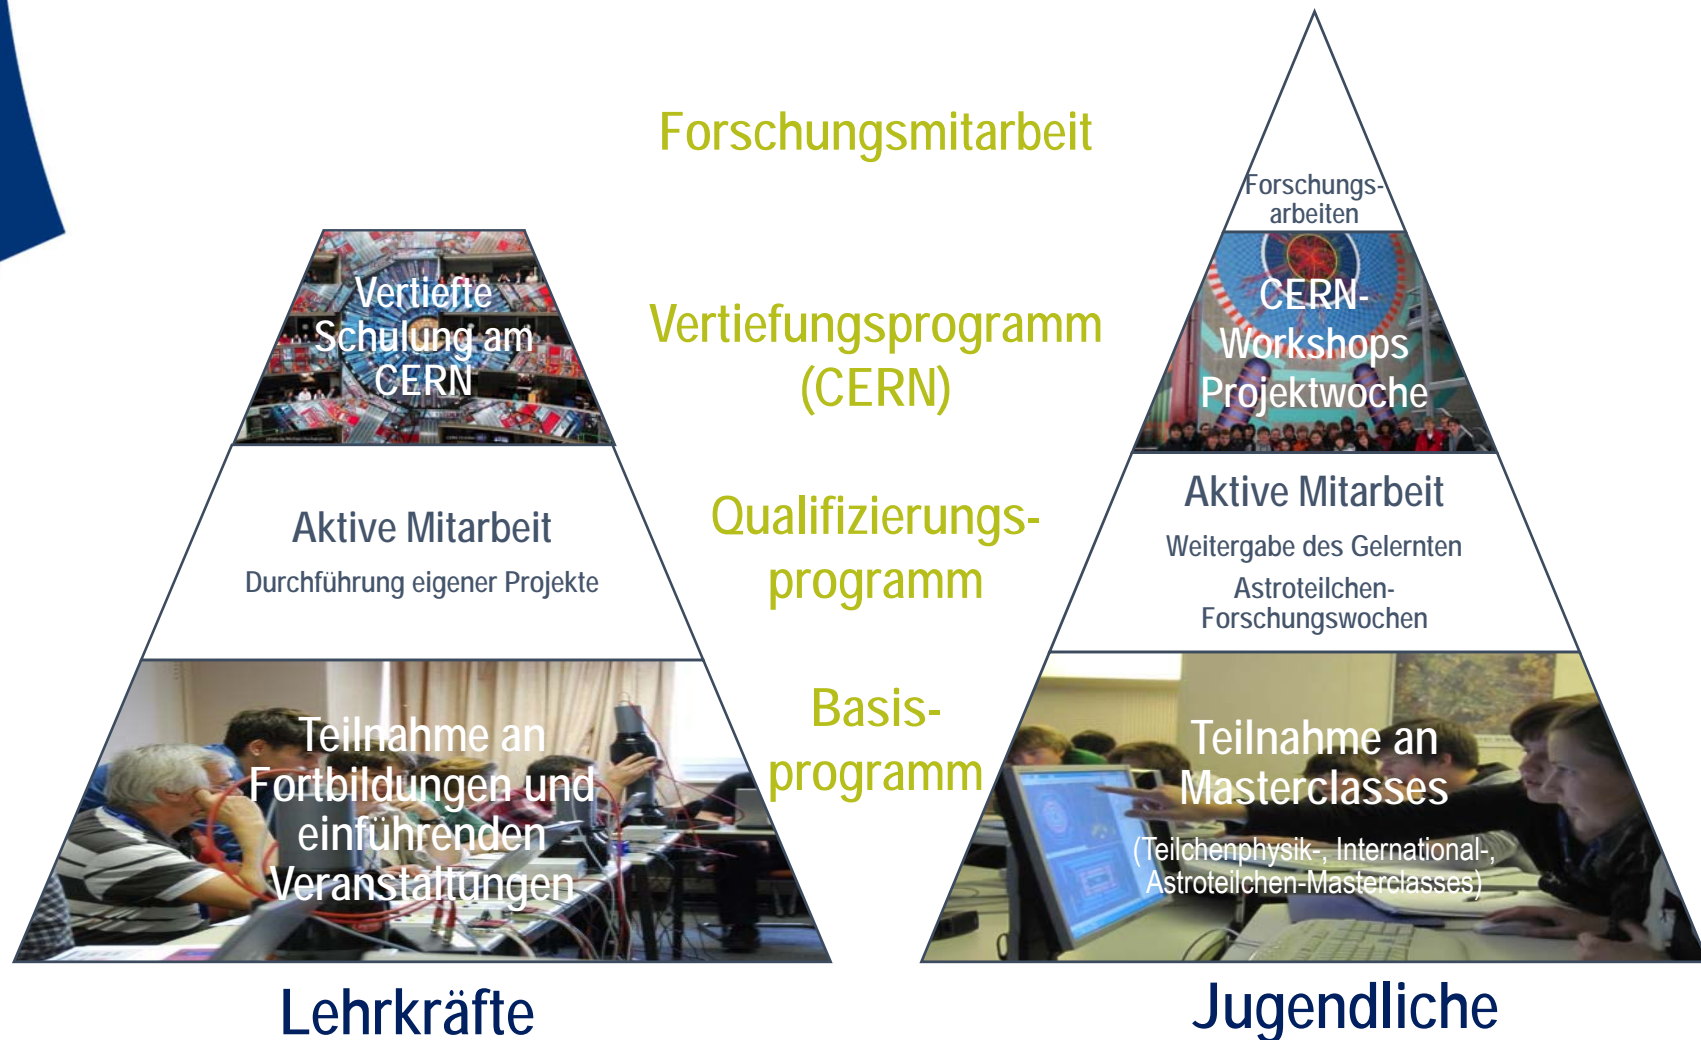 Forschungsmitarbeit
Vertiefungsprogramm
(CERN)
Qualifizierungs-
programm
Basis-
programm
Vertiefte
Schulung am
CERN
Aktive Mitarbeit
Durchführung eigener Projekte
Teilnahme an
Fortbildungen und
einführenden
Veranstaltungen
Lehrkräfte
Forschungs-
arbeiten
CERN-
Workshops
Projektwoche
Aktive Mitarbeit
Weitergabe des Gelernten
Astroteilchen-
Forschungswochen
Teilnahme an
Masterclasses
(Teilchenphysik-, International-,
Astroteilchen-Masterclasses)
Jugendliche